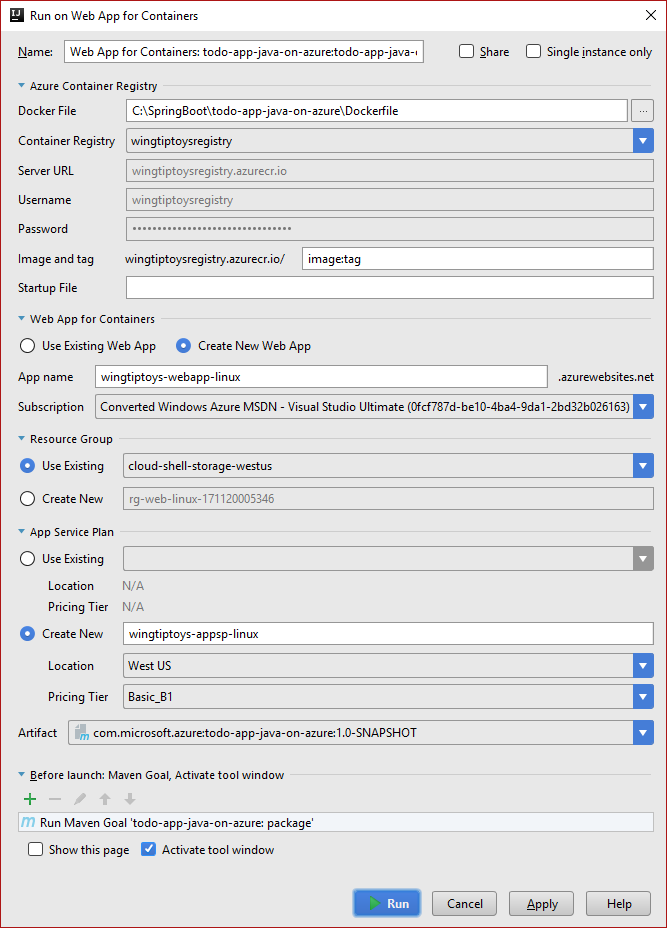 Run on Web App for Containers
Name: Web App for Containers: todo-app-java-on-azure:todo-app-java- Share Single instance only
Azure Container Registry
Docker File C:\SpringBoot\todo-app-java-on-azure\Dockerfile ...
Container Registry wingtiptoysregistry
Server URL wingtiptoysregistry.azurecr.io
Username wingtiptoysregistry
Password ••••••••••••••••••••••••••••••••
Image and tag wingtiptoysregistry.azurecr.io/ image:tag
Startup File
Web App for Containers
Use Existing Web App Create New Web App
App name wingtiptoys-webapp-linux .azurewebsites.net
Subscription Converted Windows Azure MSDN - Visual Studio Ultimate (0fcf787d-be10-4ba4-9da1-2bd32b026163)
Resource Group
Use Existing cloud-shell-storage-westus
Create New rg-web-linux-171120005346
App Service Plan
Use Existing
Location N/A
Pricing Tier N/A
Create New wingtiptoys-appsp-linux
Location West US
Pricing Tier Basic_B1
Artifact com.microsoft.azure:todo-app-java-on-azure:1.0-SNAPSHOT
Before launch: Maven Goal, Activate tool window
Run Maven Goal 'todo-app-java-on-azure: package'
Show this page Activate tool window
Run Cancel Apply Help